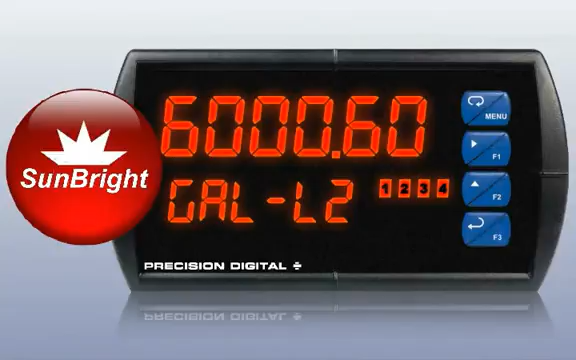 SunBright
6000.60
GAL-L2
1 2 3 4
MENU
F1
F2
F3
PRECISION DIGITAL